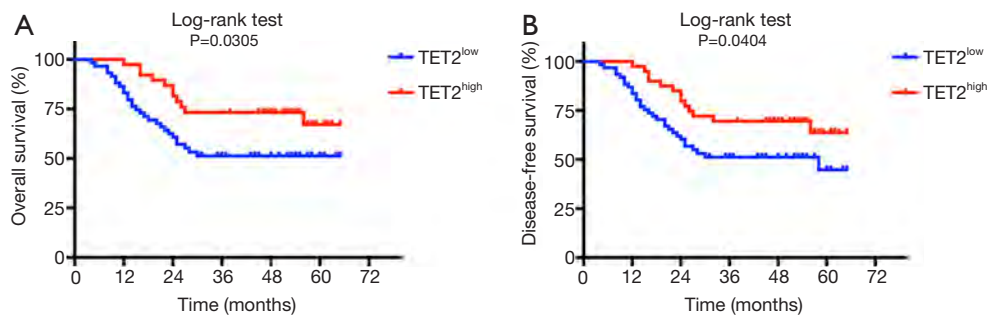 A
Log-rank test
P=0.0305
TET2low
TET2high
Overall survival (%)
100
75
50
25
0
0 12 24 36 48 60 72
Time (months)
B
Log-rank test
P=0.0404
TET2low
TET2high
Disease-free survival (%)
100
75
50
25
0
0 12 24 36 48 60 72
Time (months)